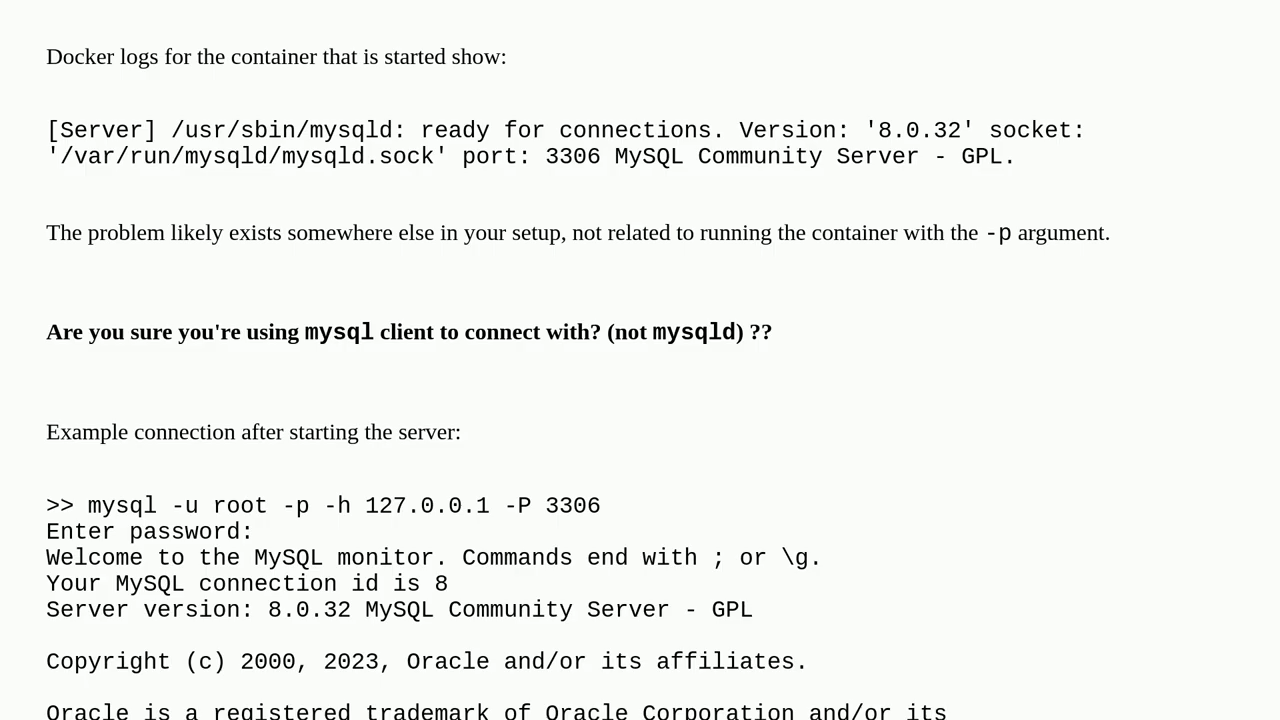 Docker logs for the container that is started show:
[Server] /usr/sbin/mysqld: ready for connections. Version: '8.0.32' socket:
'/var/run/mysqld/mysqld.sock' port: 3306 MySQL Community Server - GPL.
The problem likely exists somewhere else in your setup, not related to running the container with the -p argument.
Are you sure you're using mysql client to connect with? (not mysqld) ??
Example connection after starting the server:
>> mysql -u root -p -h 127.0.0.1 -P 3306
Enter password:
Welcome to the MySQL monitor. Commands end with ; or \g.
Your MySQL connection id is 8
Server version: 8.0.32 MySQL Community Server - GPL
Copyright (c) 2000, 2023, Oracle and/or its affiliates.
Oracle is a registered trademark of Oracle Corporation and/or its